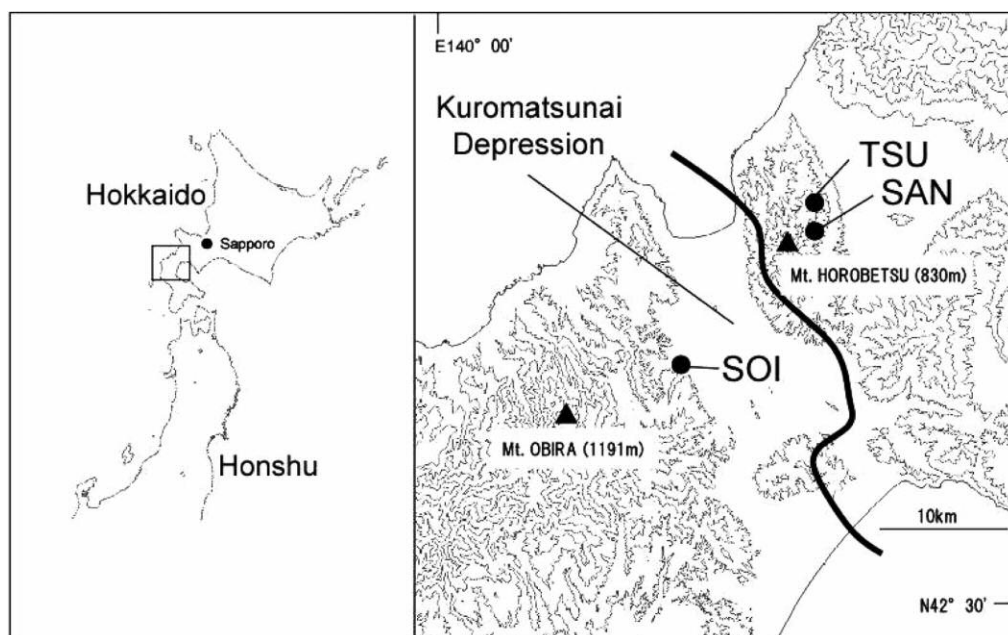 Hokkaido
Sapporo
Honshu
E140° 00'
Kuromatsunai
Depression
TSU
SAN
Mt. HOROBETSU (830m)
SOI
Mt. OBIRA (1191m)
10km
N42° 30'